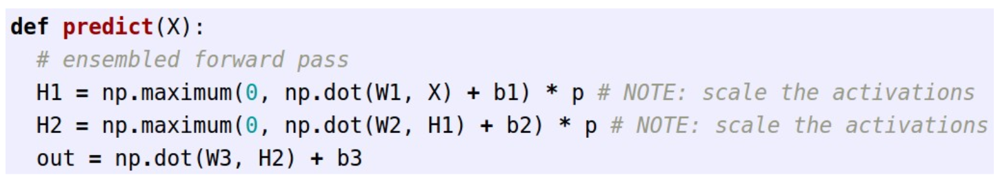 def predict(X):
  # ensembled forward pass
  H1 = np.maximum(0, np.dot(W1, X) + b1) * p # NOTE: scale the activations
  H2 = np.maximum(0, np.dot(W2, H1) + b2) * p # NOTE: scale the activations
  out = np.dot(W3, H2) + b3